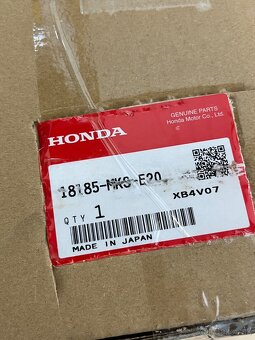 GENUINE PARTS
Honda Motor Co., Ltd.
HONDA
18185-MKS-E20
XB4V07
QTY 1
MADE IN JAPAN